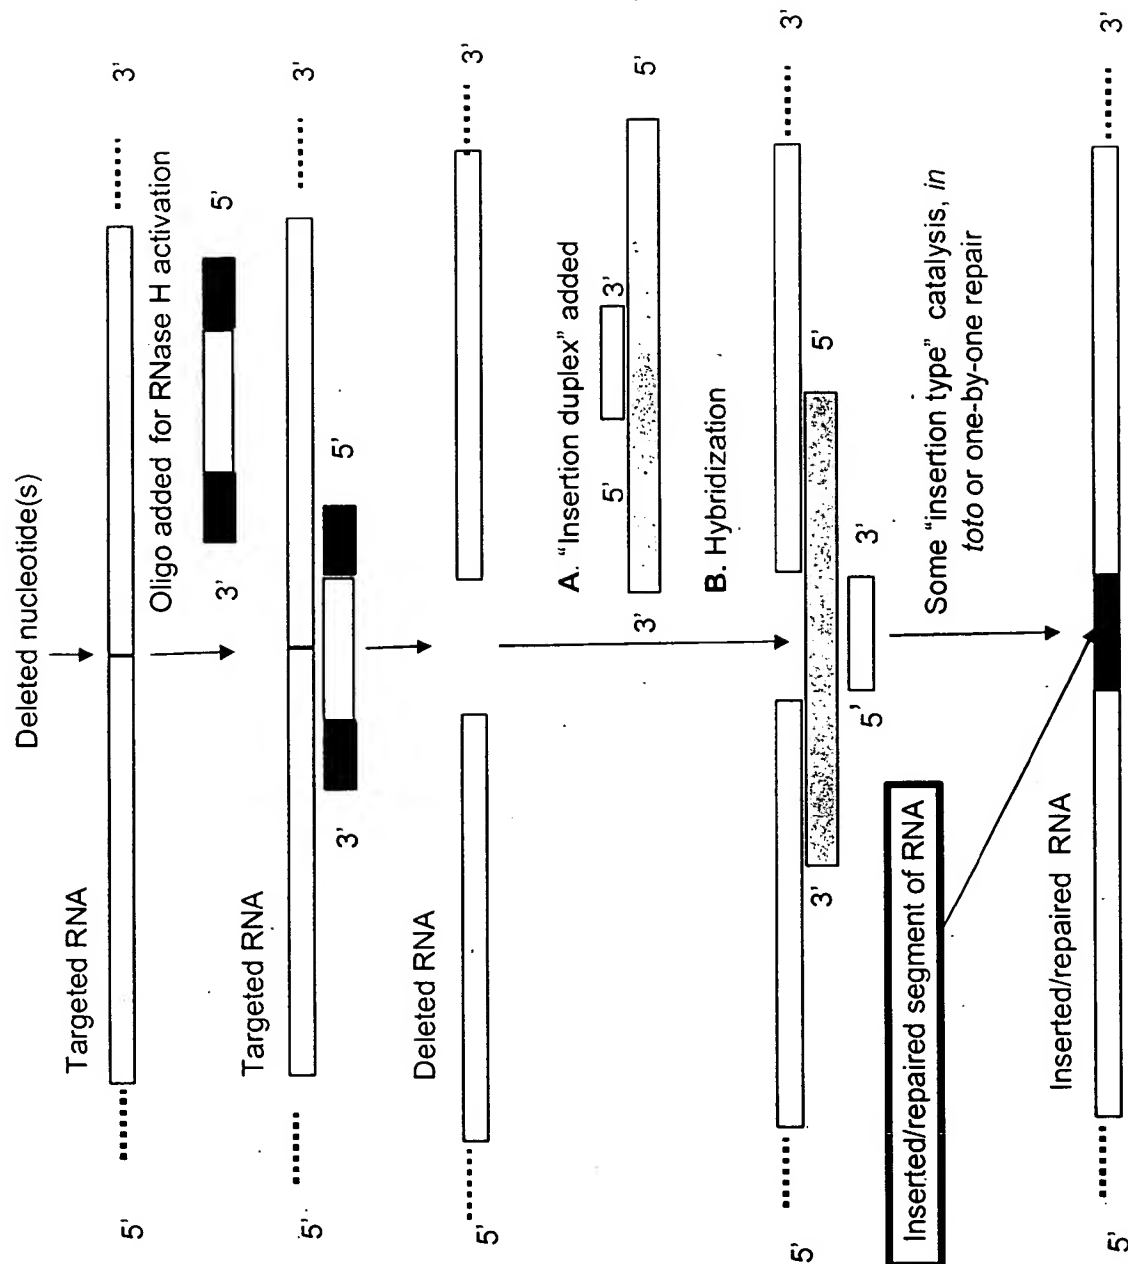 Deleted nucleotide(s)
Targeted RNA
5' 3'
Oligo added for RNase H activation
3' 5'
Targeted RNA
5' 3'
3' 5'
Deleted RNA
5' 3'
A. “Insertion duplex” added
5' 3'
3' 5'
B. Hybridization
5' 3'
3' 5'
5' 3'
Inserted/repaired segment of RNA
Some “insertion type” catalysis, in
toto or one-by-one repair
Inserted/repaired RNA
5' 3'